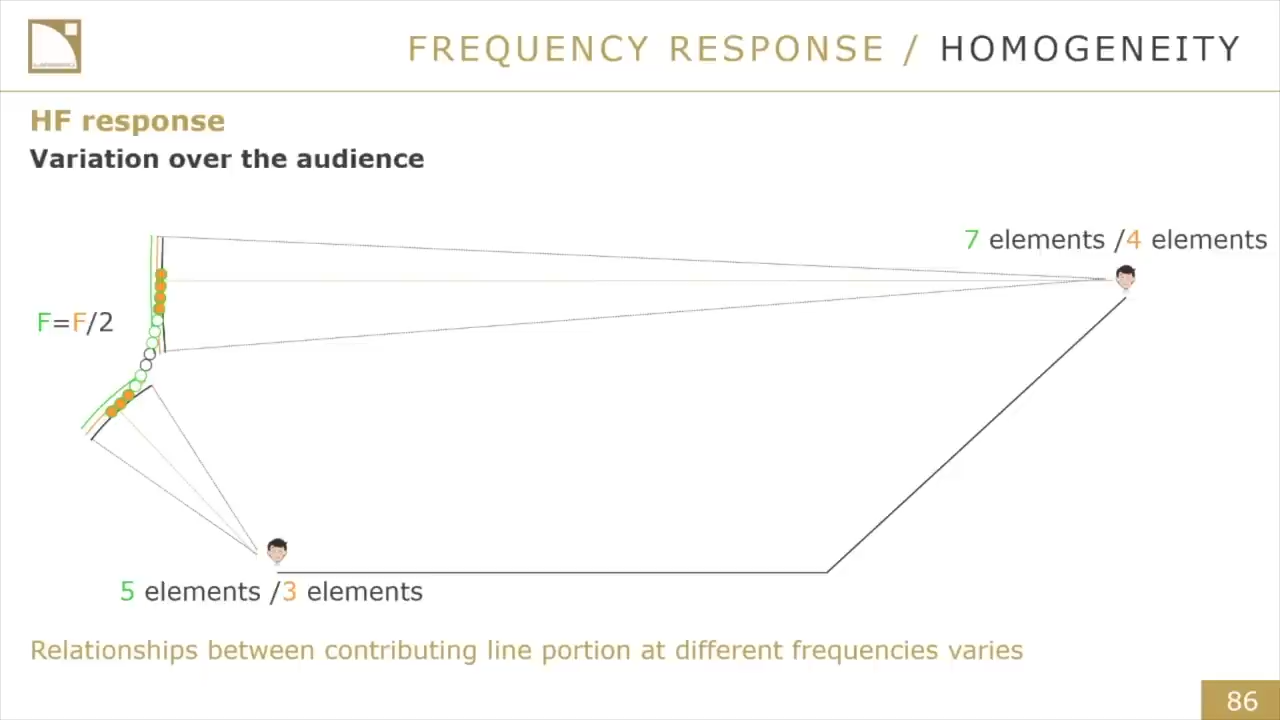 FREQUENCY RESPONSE / HOMOGENEITY
HF response
Variation over the audience
7 elements /4 elements
F=F/2
5 elements /3 elements
Relationships between contributing line portion at different frequencies varies
86